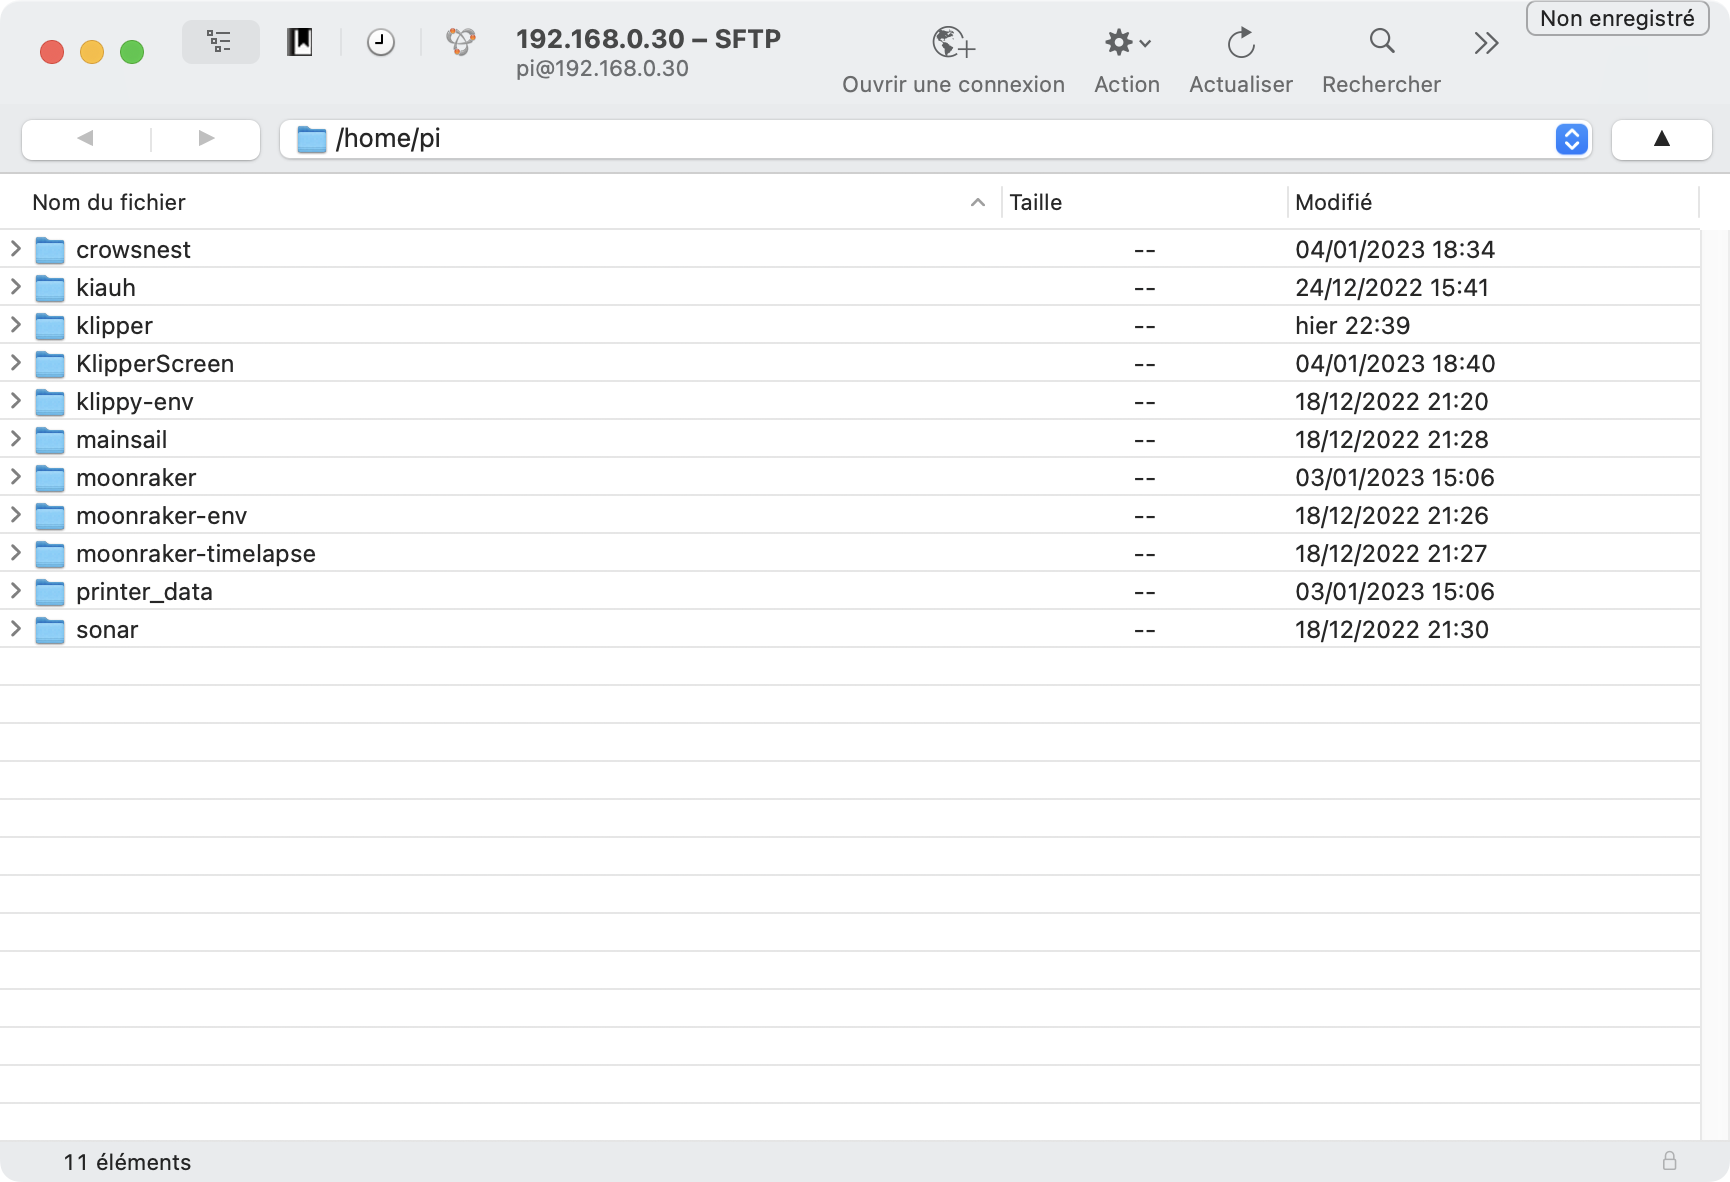 Non enregistré
192.168.0.30 – SFTP
pi@192.168.0.30
Ouvrir une connexion Action Actualiser Rechercher
/home/pi
Nom du fichier Taille Modifié
crowsnest -- 04/01/2023 18:34
kiauh -- 24/12/2022 15:41
klipper -- hier 22:39
KlipperScreen -- 04/01/2023 18:40
klippy-env -- 18/12/2022 21:20
mainsail -- 18/12/2022 21:28
moonraker -- 03/01/2023 15:06
moonraker-env -- 18/12/2022 21:26
moonraker-timelapse -- 18/12/2022 21:27
printer_data -- 03/01/2023 15:06
sonar -- 18/12/2022 21:30
11 éléments